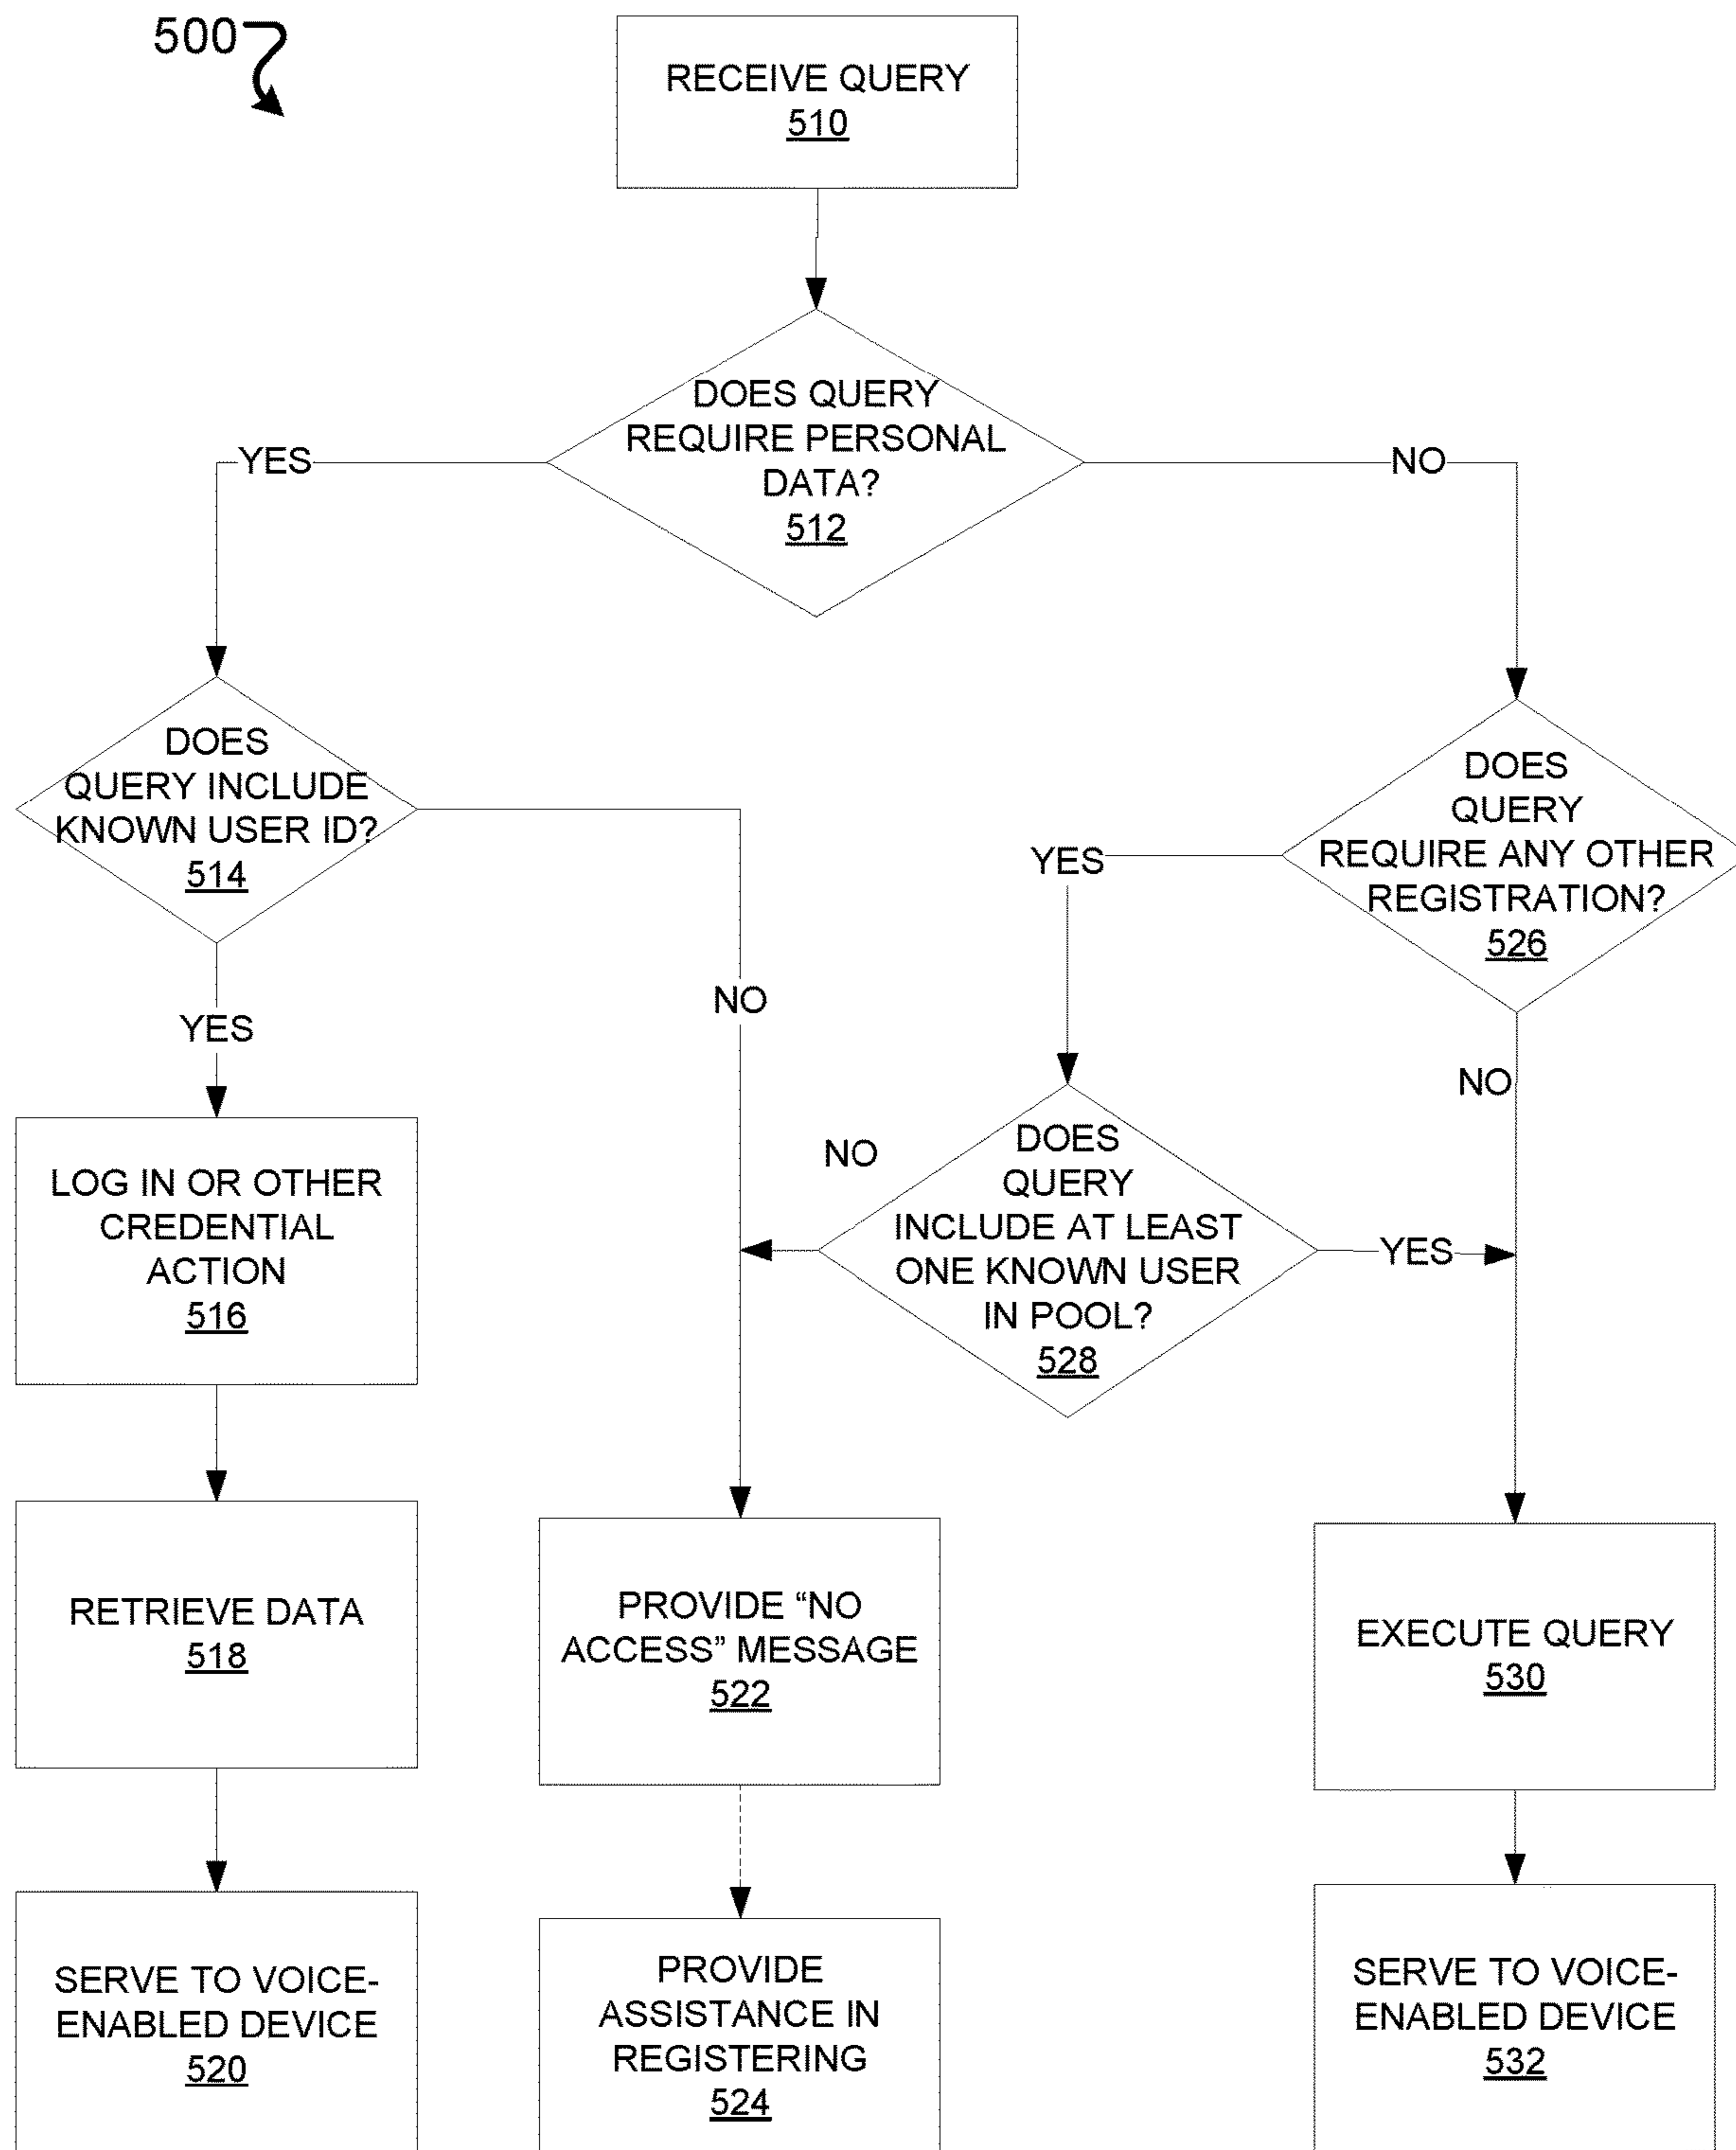 500
RECEIVE QUERY
510
DOES QUERY
REQUIRE PERSONAL
DATA?
512
YES
NO
DOES
QUERY INCLUDE
KNOWN USER ID?
514
DOES
QUERY
REQUIRE ANY OTHER
REGISTRATION?
526
YES
NO
YES
NO
NO
DOES
QUERY
INCLUDE AT LEAST
ONE KNOWN USER
IN POOL?
528
YES
LOG IN OR OTHER
CREDENTIAL
ACTION
516
RETRIEVE DATA
518
PROVIDE “NO
ACCESS” MESSAGE
522
EXECUTE QUERY
530
SERVE TO VOICE-
ENABLED DEVICE
520
PROVIDE
ASSISTANCE IN
REGISTERING
524
SERVE TO VOICE-
ENABLED DEVICE
532